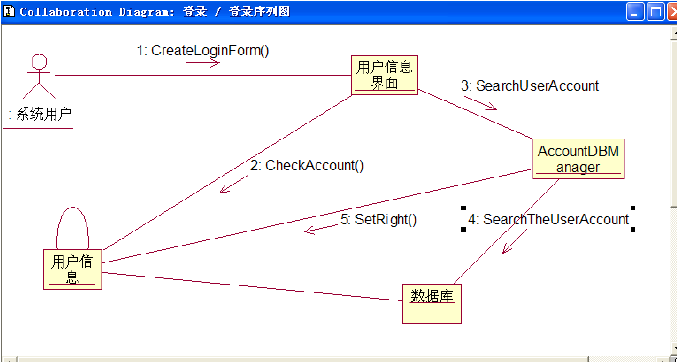 Collaboration Diagram: 登录 / 登录序列图
1: CreateLoginForm()
用户信息
界面
: 系统用户
3: SearchUserAccount
AccountDBM
anager
2: CheckAccount()
5: SetRight()
4: SearchTheUserAccount
用户信
息
数据库